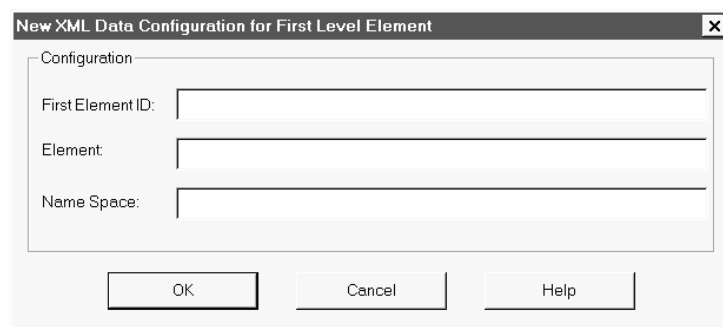 New XML Data Configuration for First Level Element
Configuration
First Element ID:
Element:
Name Space:
OK Cancel Help